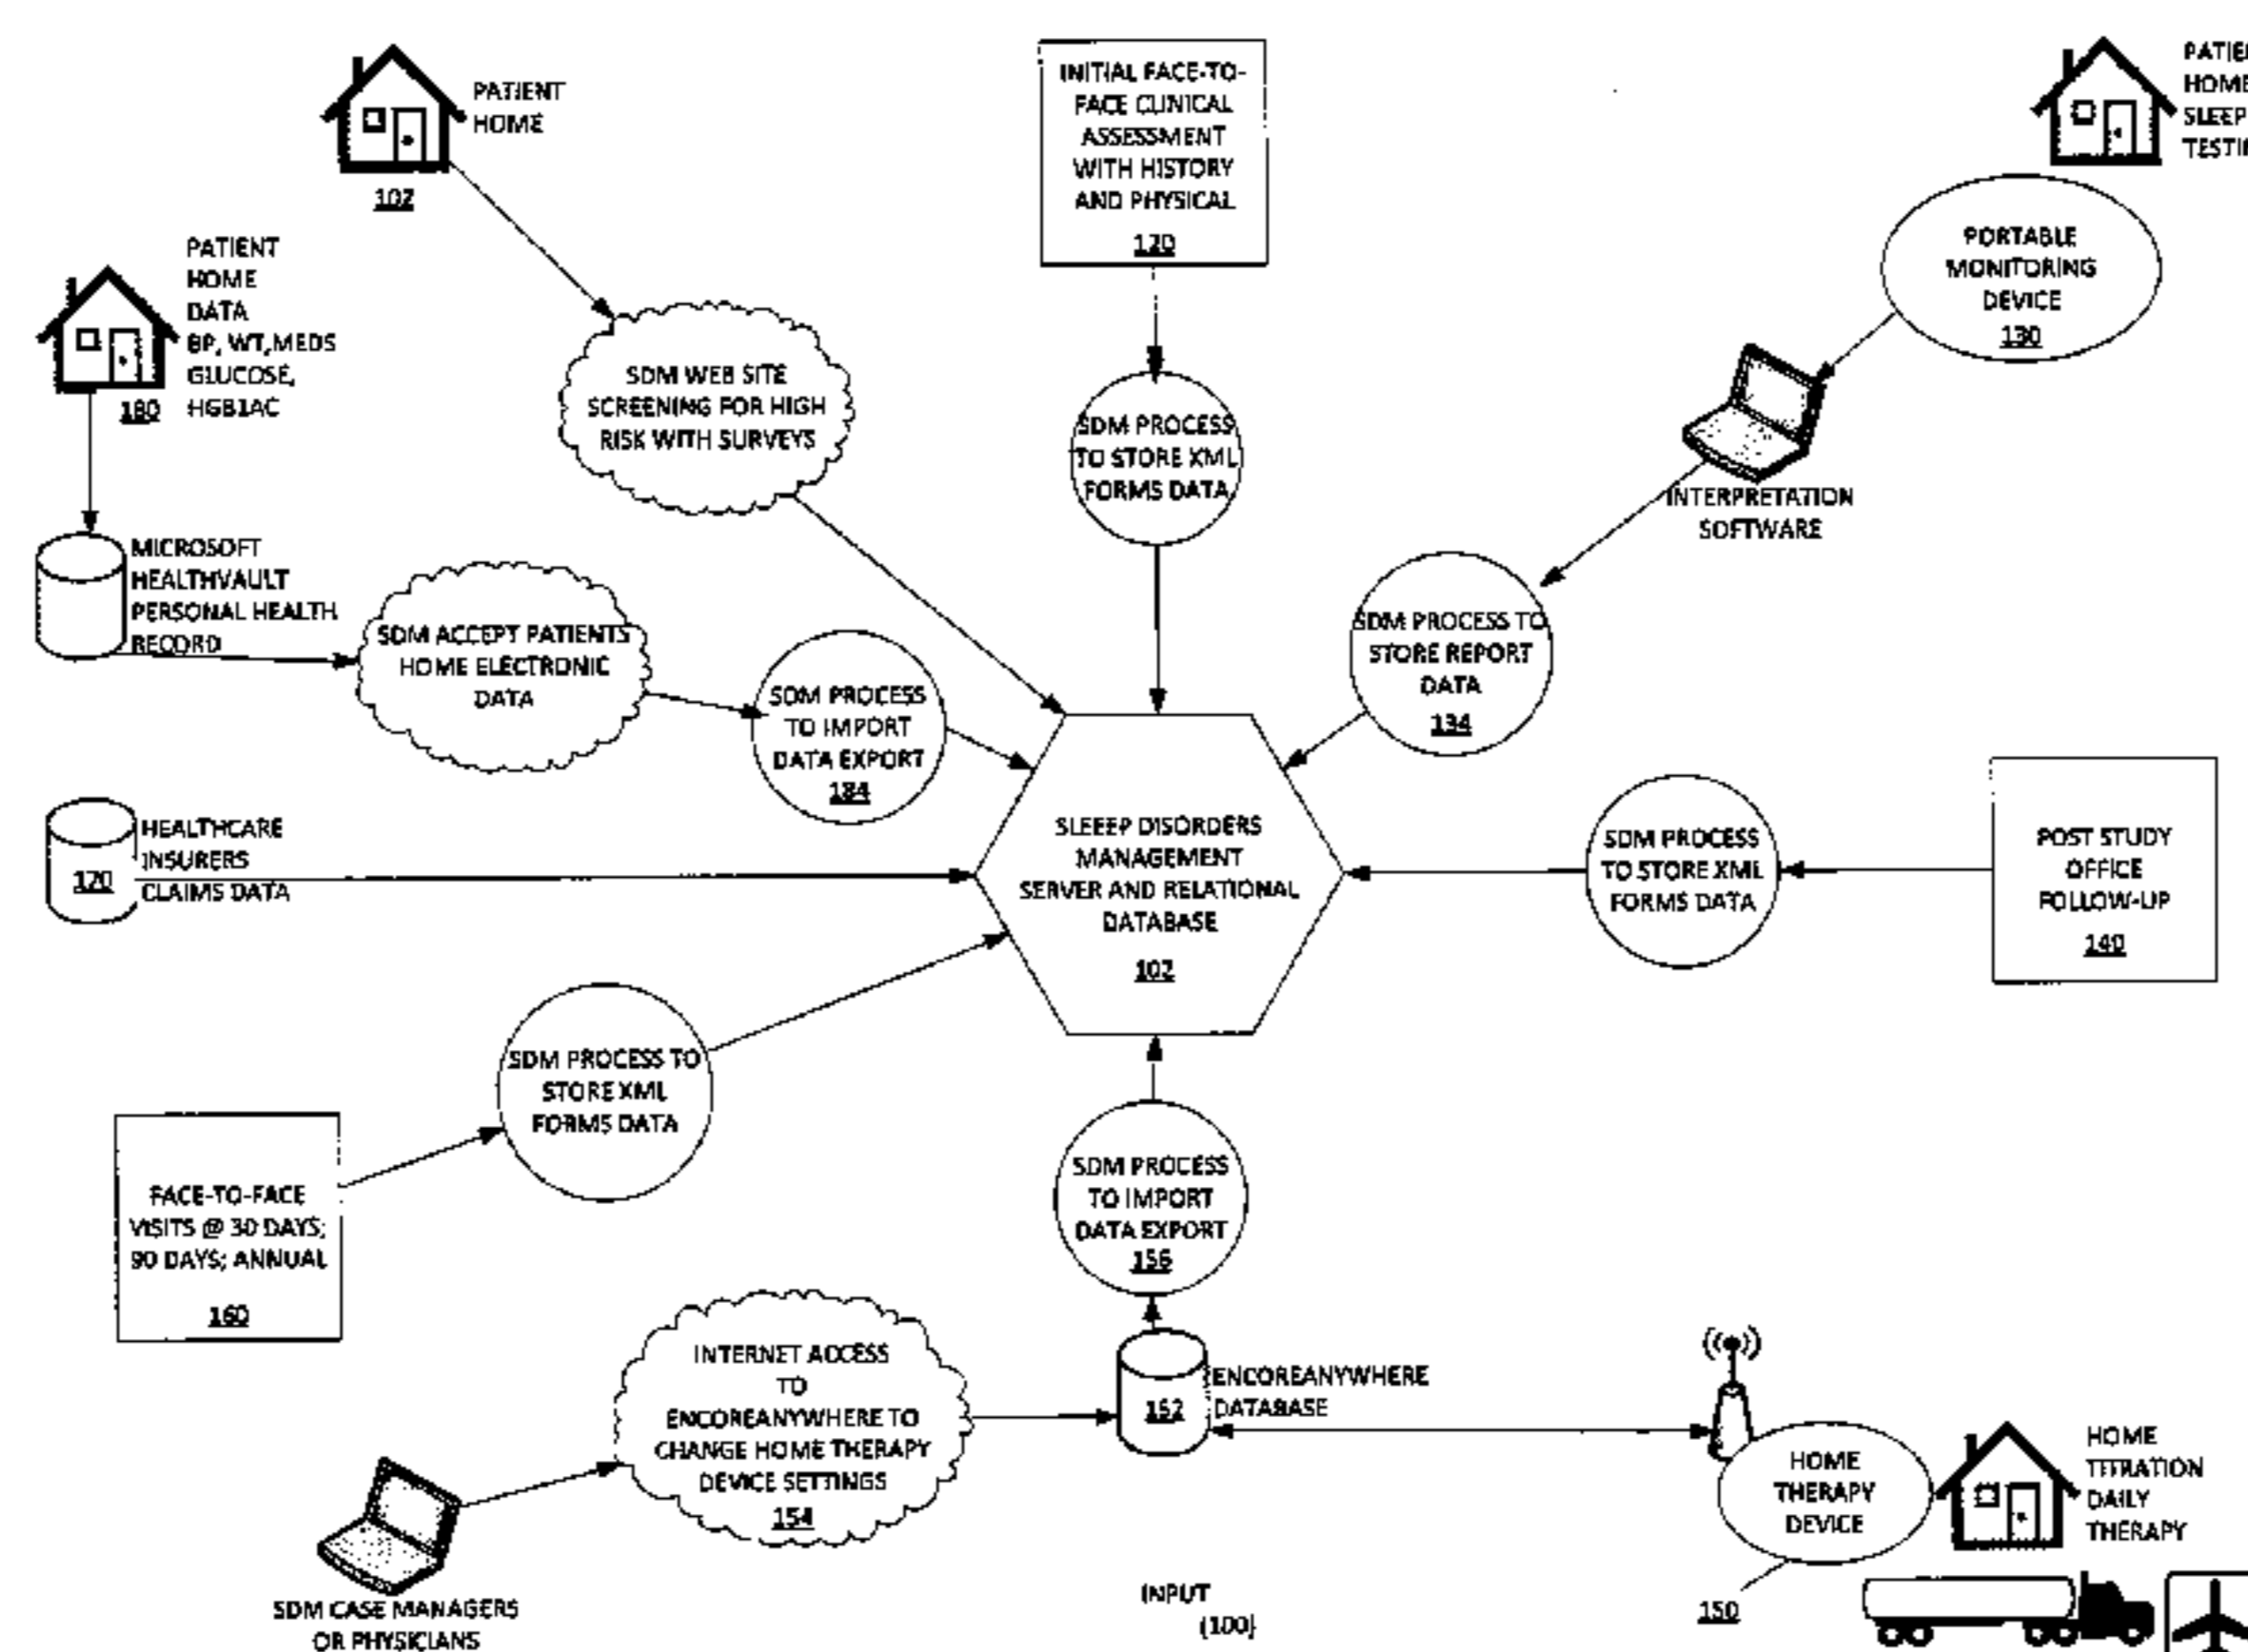 PATIENT
HOME
102
INITIAL FACE-TO-
FACE CLINICAL
ASSESSMENT
WITH HISTORY
AND PHYSICAL
120
HOME
SLEEP
PORTABLE
MONITORING
DEVICE
130
PATIENT
HOME
DATA
BP, WT,MEDS
GLUCOSE,
HGB1AC
180
SDM WEB SITE
SCREENING FOR HIGH
RISK WITH SURVEYS
SDM PROCESS
TO STORE XML
FORMS DATA
INTERPRETATION
SOFTWARE
MICROSOFT
HEALTHVAULT
PERSONAL HEALTH
RECORD
SDM ACCEPT PATIENTS
HOME ELECTRONIC
DATA
SDM PROCESS
TO IMPORT
DATA EXPORT
184
SDM PROCESS TO
STORE REPORT
DATA
134
HEALTHCARE
INSURERS
CLAIMS DATA
170
SLEEEP DISORDERS
MANAGEMENT
SERVER AND RELATIONAL
DATABASE
102
SDM PROCESS
TO STORE XML
FORMS DATA
POST STUDY
OFFICE
FOLLOW-UP
140
SDM PROCESS TO
STORE XML
FORMS DATA
FACE-TO-FACE
VISITS @ 30 DAYS;
90 DAYS; ANNUAL
160
SDM PROCESS
TO IMPORT
DATA EXPORT
156
INTERNET ACCESS
TO
ENCOREANYWHERE TO
CHANGE HOME THERAPY
DEVICE SETTINGS
154
152
ENCOREANYWHERE
DATABASE
HOME
THERAPY
DEVICE
HOME
TITRATION
DAILY
THERAPY
150
SDM CASE MANAGERS
OR PHYSICIANS
INPUT
(100)